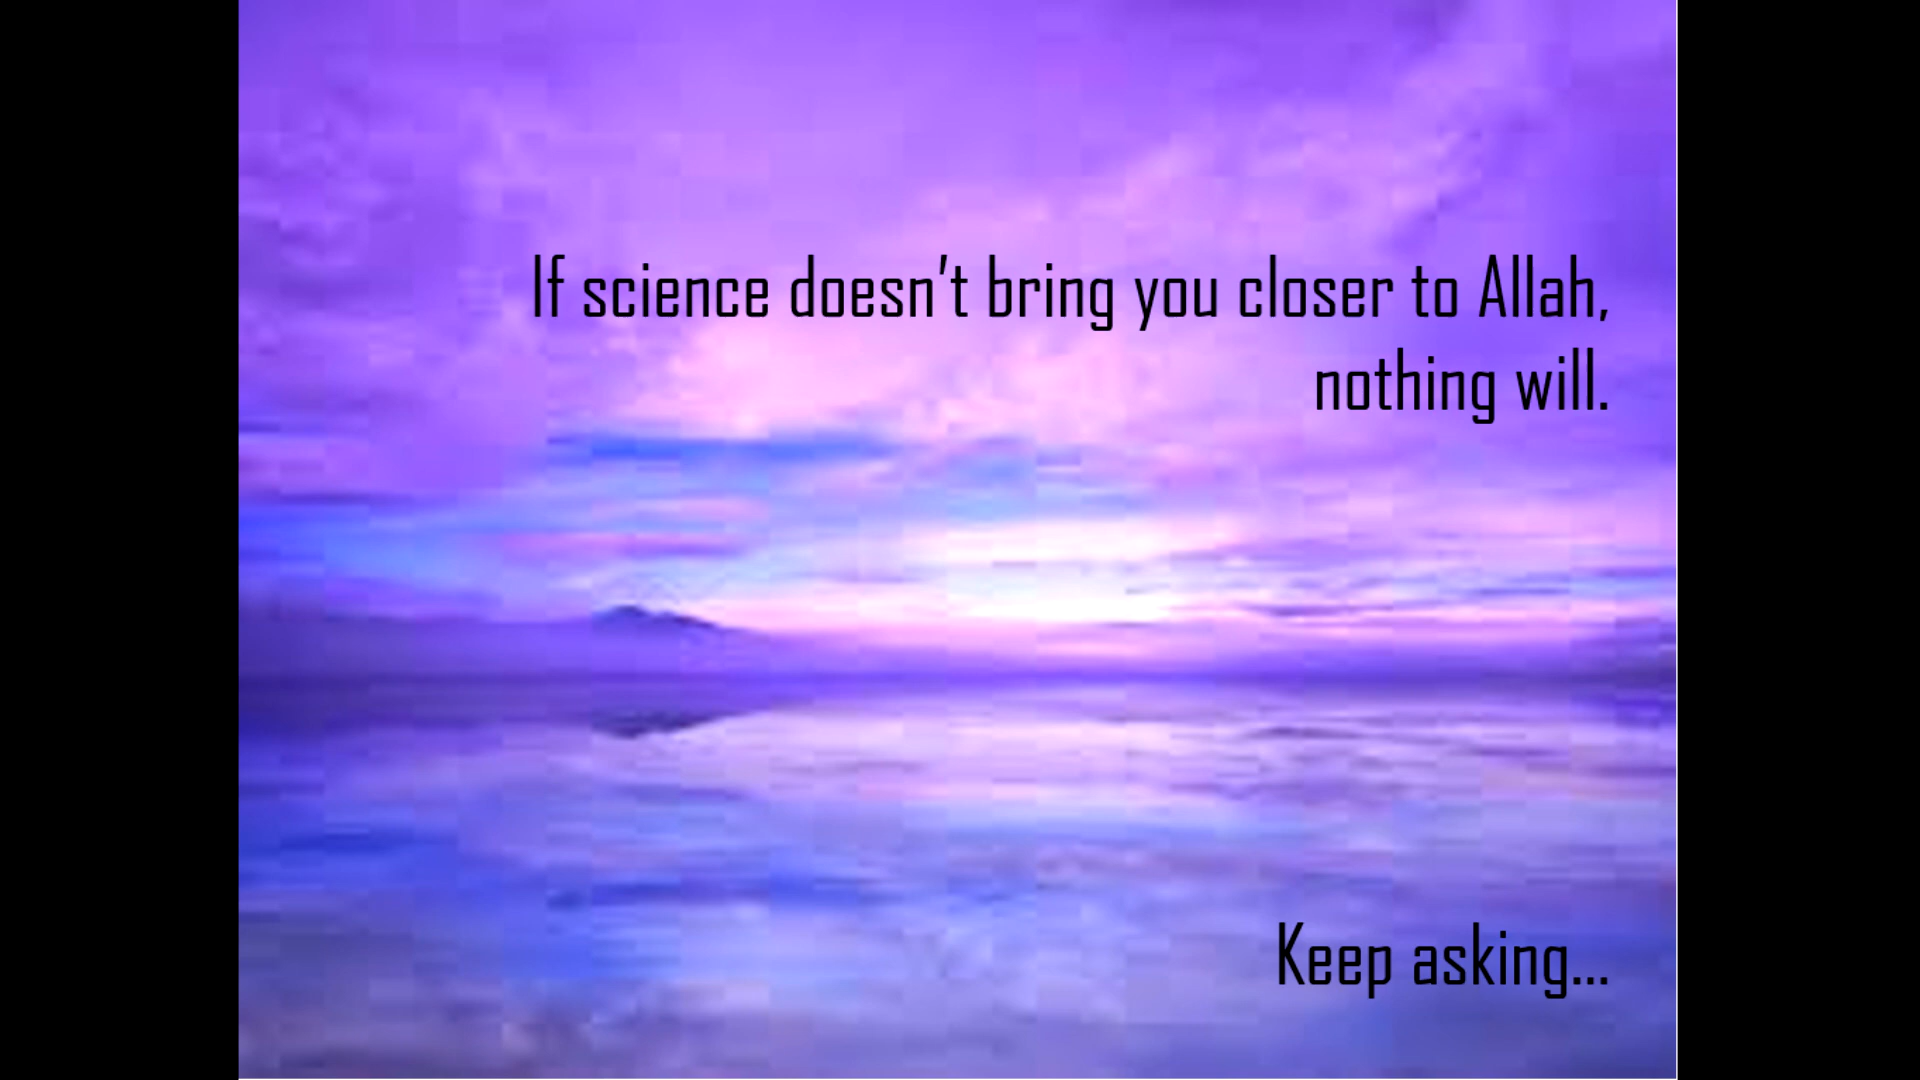 If science doesn't bring you closer to Allah,
nothing will.
Keep asking...